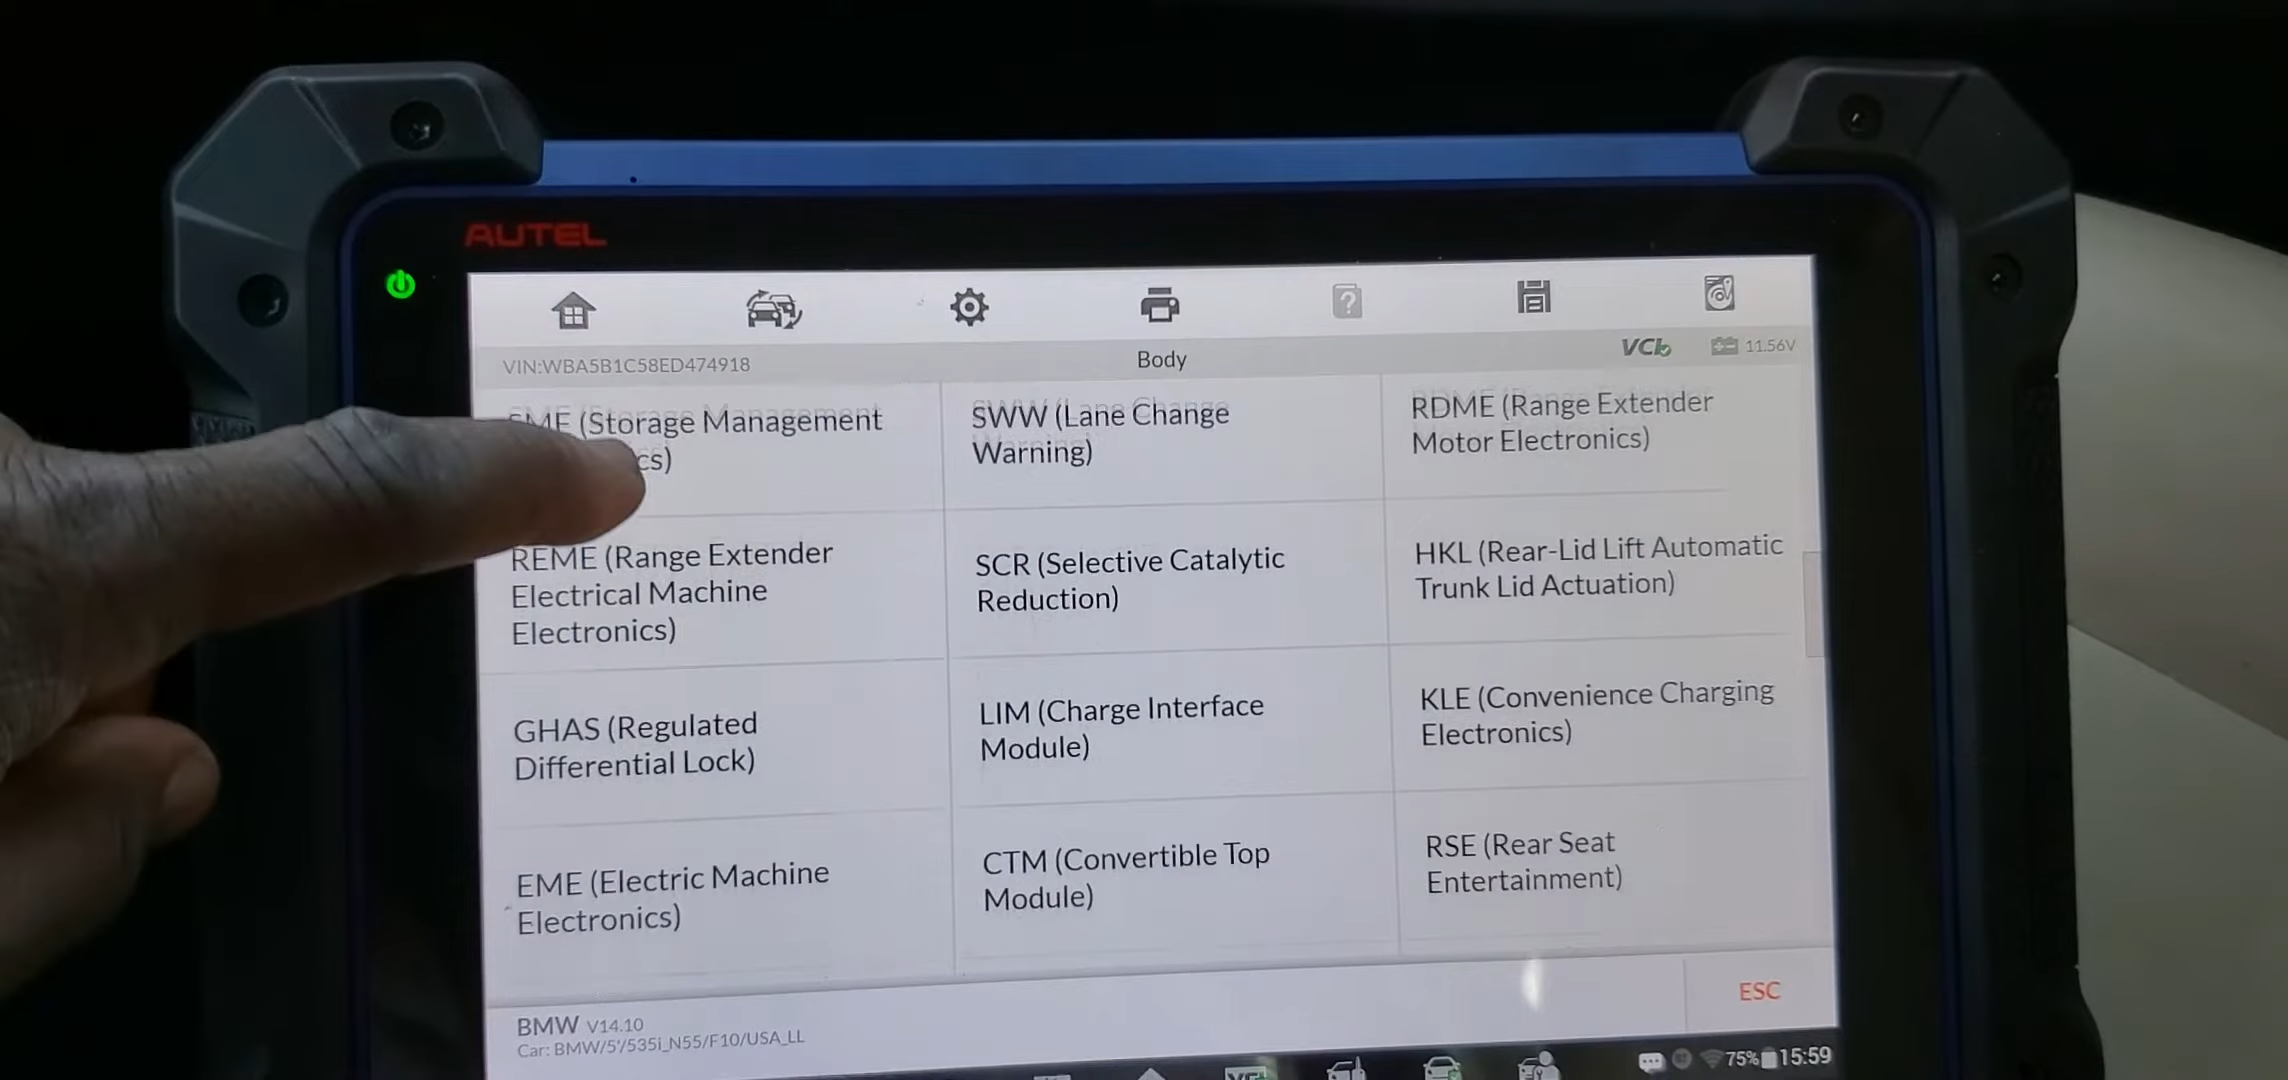 AUTEL
VIN:WBA5B1C58ED474918
Body
VCI
11.56V
SME (Storage Management
cs)
SWW (Lane Change
Warning)
RDME (Range Extender
Motor Electronics)
REME (Range Extender
Electrical Machine
Electronics)
SCR (Selective Catalytic
Reduction)
HKL (Rear-Lid Lift Automatic
Trunk Lid Actuation)
GHAS (Regulated
Differential Lock)
LIM (Charge Interface
Module)
KLE (Convenience Charging
Electronics)
EME (Electric Machine
Electronics)
CTM (Convertible Top
Module)
RSE (Rear Seat
Entertainment)
ESC
BMW V14.10
Car: BMW/5'/535i_N55/F10/USA_LL
75% 15:59